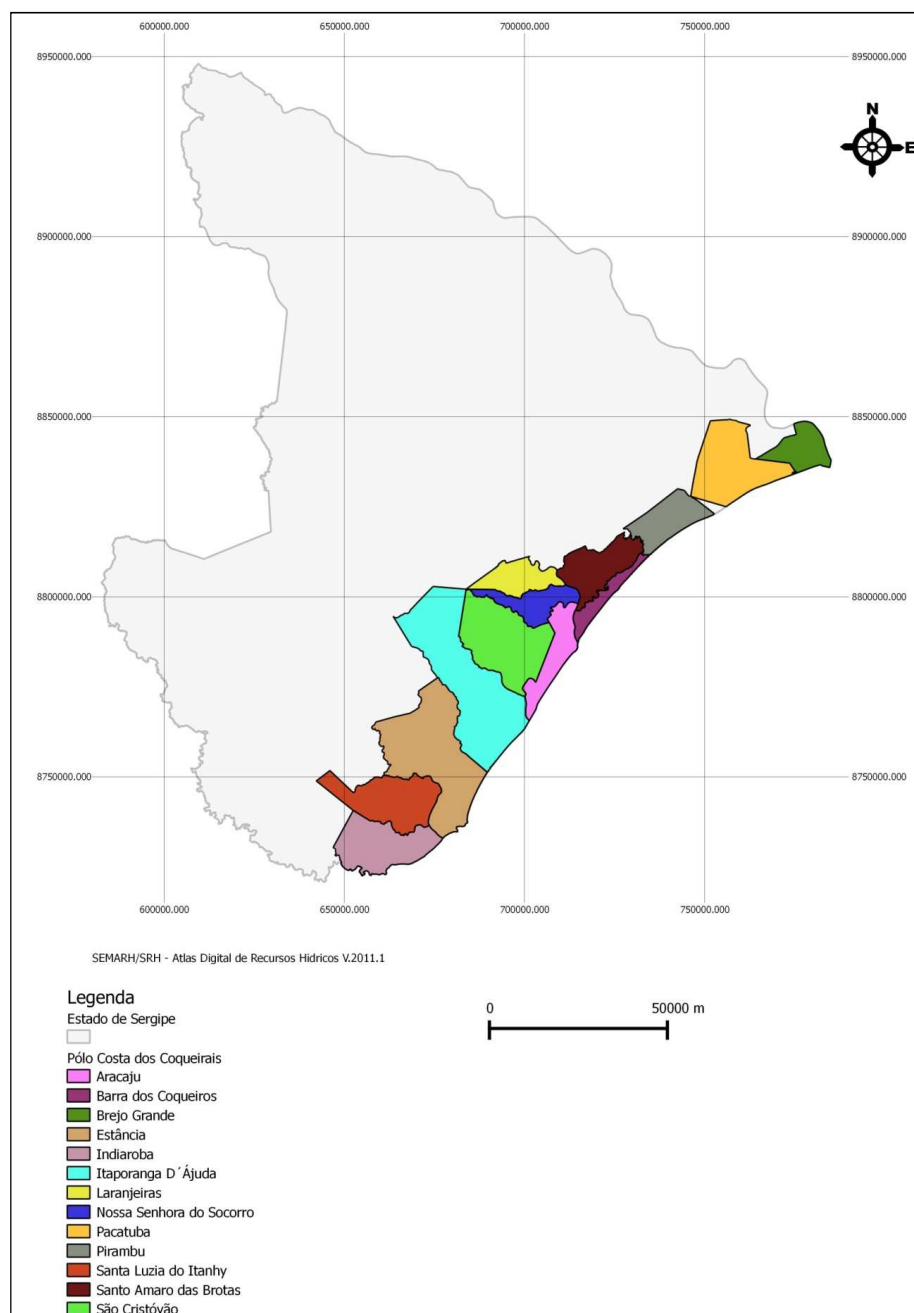 600000.000 650000.000 700000.000 750000.000
8950000.000 8950000.000
N
E
8900000.000 8900000.000
8850000.000 8850000.000
8800000.000 8800000.000
8750000.000 8750000.000
600000.000 650000.000 700000.000 750000.000
SEMARH/SRH - Atlas Digital de Recursos Hidricos V.2011.1
Legenda
0 50000 m
Estado de Sergipe
Pólo Costa dos Coqueirais
Aracaju
Barra dos Coqueiros
Brejo Grande
Estância
Indiaroba
Itaporanga D´Ájuda
Laranjeiras
Nossa Senhora do Socorro
Pacatuba
Pirambu
Santa Luzia do Itanhy
Santo Amaro das Brotas
São Cristóvão